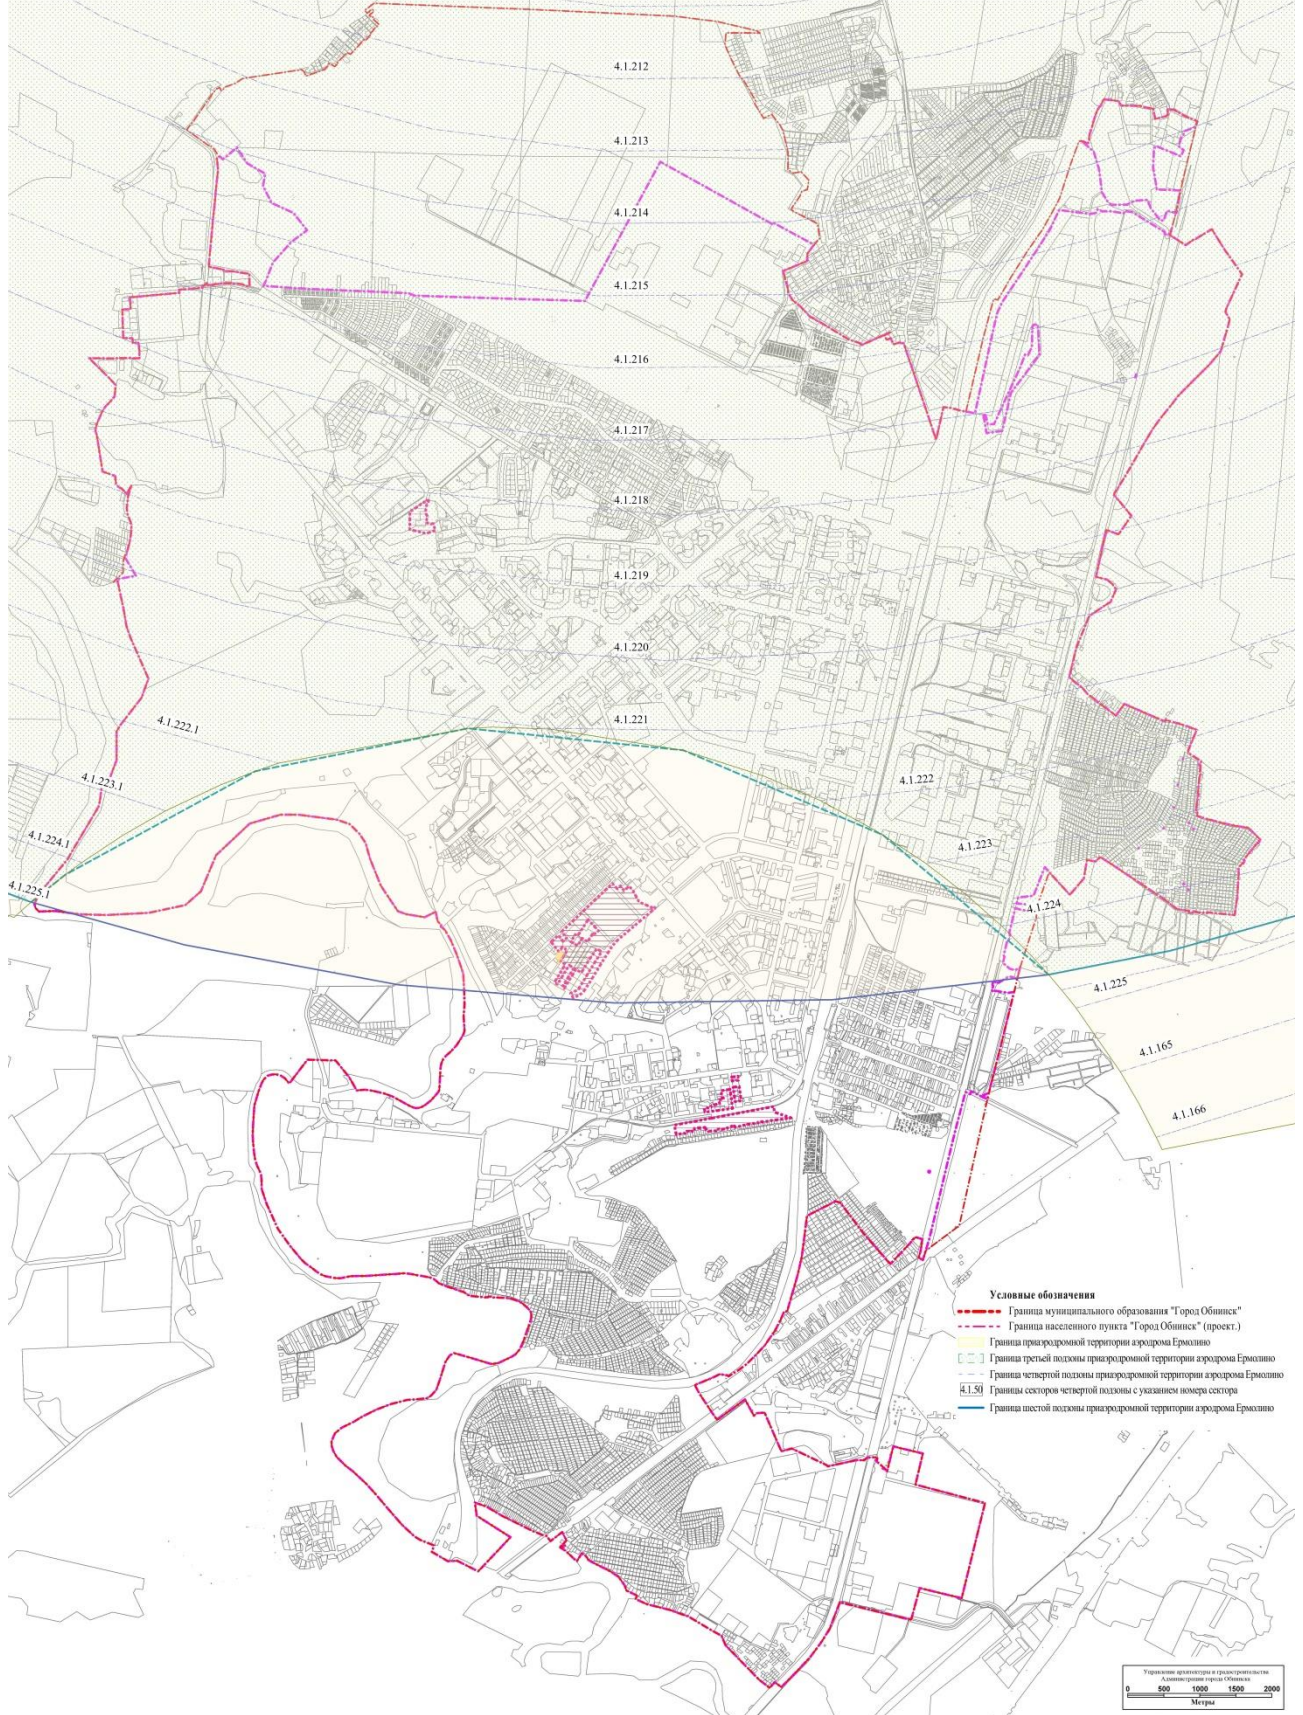 4.1.212
4.1.213
4.1.214
4.1.215
4.1.216
4.1.217
4.1.218
4.1.219
4.1.220
4.1.221
4.1.222.1
4.1.222
4.1.223.1
4.1.223
4.1.224.1
4.1.225.1
4.1.224
4.1.225
4.1.165
4.1.166
Условные обозначения
Граница муниципального образования "Город Обнинск"
Граница населенного пункта "Город Обнинск" (проект.)
Граница приаэродромной территории аэродрома Ермолино
Граница третьей подзоны приаэродромной территории аэродрома Ермолино
Граница четвертой подзоны приаэродромной территории аэродрома Ермолино
4.1.50 Границы секторов четвертой подзоны с указанием номера сектора
Граница шестой подзоны приаэродромной территории аэродрома Ермолино
Управление архитектуры и градостроительства
Администрации города Обнинска
0 500 1000 1500 2000
Метры